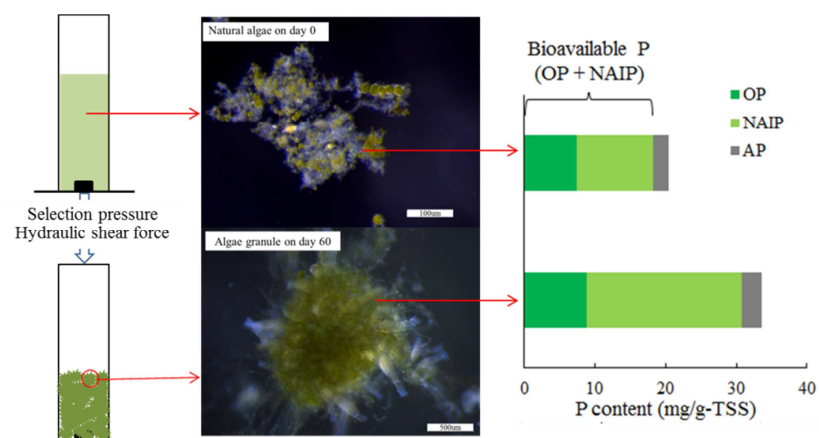 Natural algae on day 0
100um
Selection pressure
Hydraulic shear force
Algae granule on day 60
500um
Bioavailable P
(OP + NAIP)
OP
NAIP
AP
0 10 20 30 40
P content (mg/g-TSS)